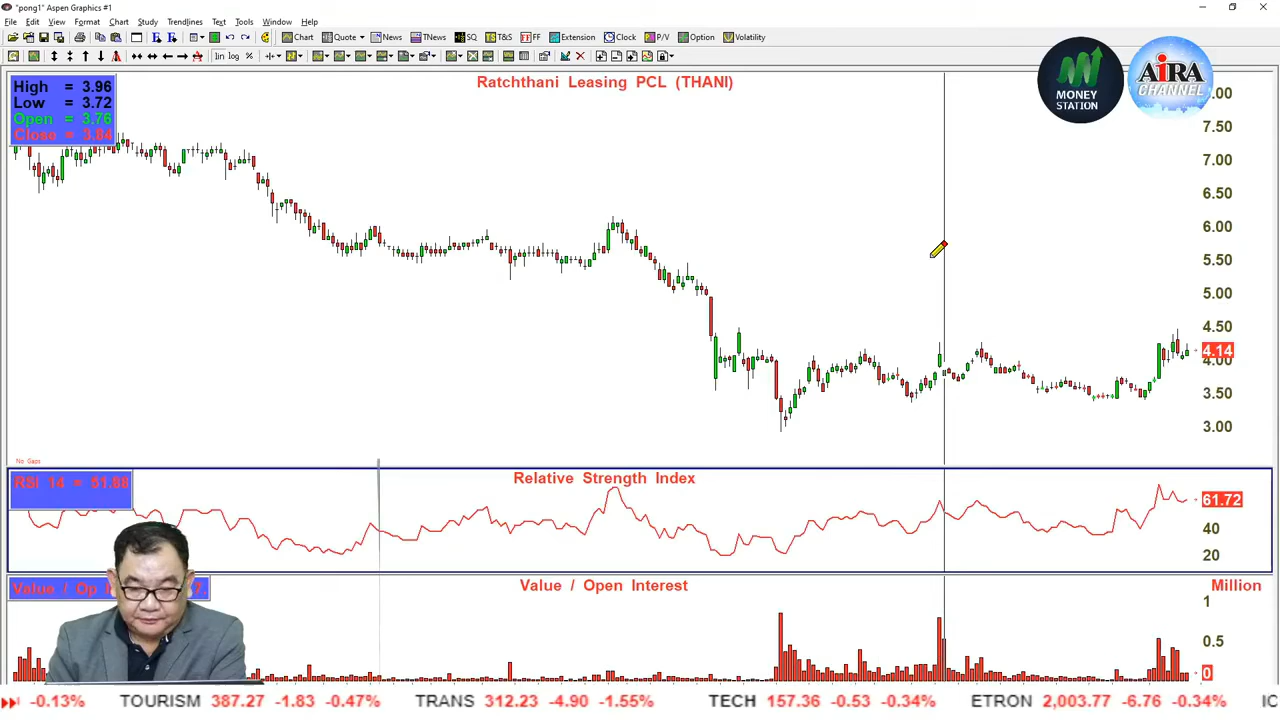 "pong1" Aspen Graphics #1
File Edit View Format Chart Study Trendlines Text Tools Window Help
Chart Quote News TNews SQ T&S FF Extension Clock P/V Option Volatility
lin log %
High = 3.96
Low = 3.72
Open = 3.76
Close = 3.84
Ratchthani Leasing PCL (THANI)
MONEY
STATION
AiRA
CHANNEL
7.50
7.00
6.50
6.00
5.50
5.00
4.50
4.14
4.00
3.50
3.00
No Gaps
RSI 14 = 51.88
Relative Strength Index
61.72
40
20
Value / Op
Value / Open Interest
Million
1
0.5
0
-0.13% TOURISM 387.27 -1.83 -0.47% TRANS 312.23 -4.90 -1.55% TECH 157.36 -0.53 -0.34% ETRON 2,003.77 -6.76 -0.34%